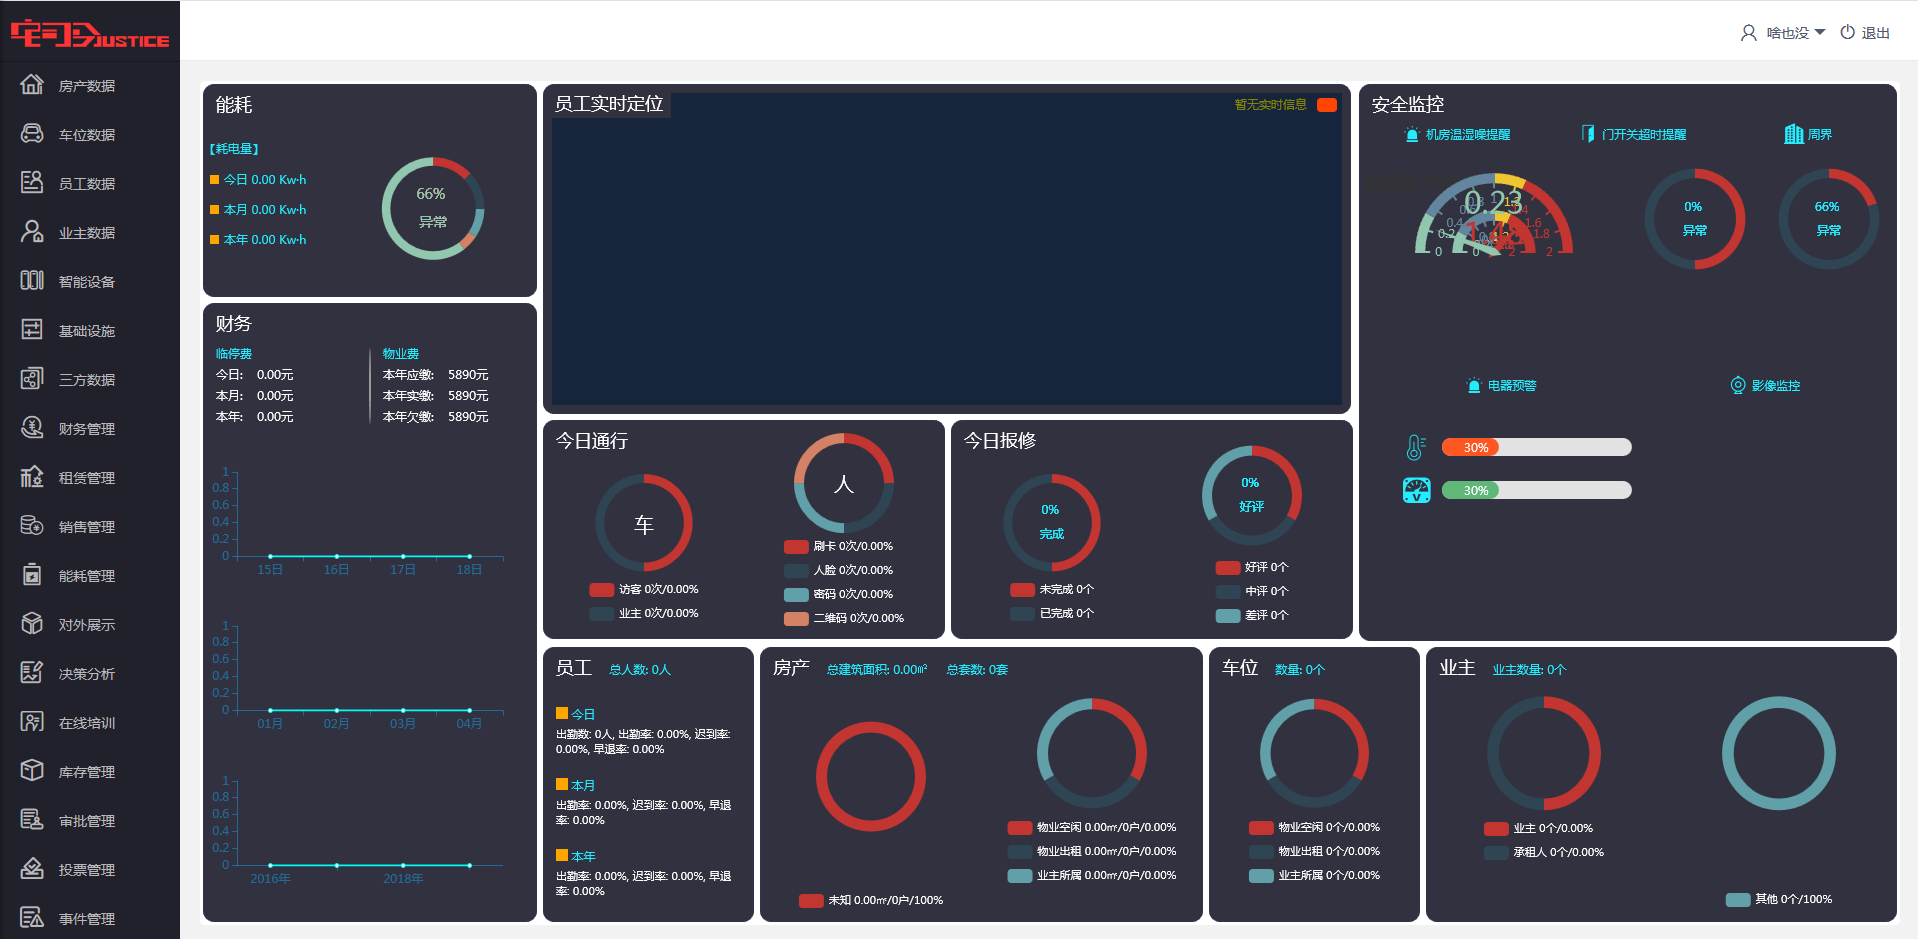 宅司令JUSTICE
啥也没
退出
房产数据
车位数据
员工数据
业主数据
智能设备
基础设施
三方数据
财务管理
租赁管理
销售管理
能耗管理
对外展示
决策分析
在线培训
库存管理
审批管理
投票管理
事件管理
能耗
【耗电量】
今日 0.00 Kw·h
本月 0.00 Kw·h
本年 0.00 Kw·h
66%
异常
财务
临停费
今日: 0.00元
本月: 0.00元
本年: 0.00元
物业费
本年应缴: 5890元
本年实缴: 5890元
本年欠缴: 5890元
1
0.8
0.6
0.4
0.2
0
15日 16日 17日 18日
1
0.8
0.6
0.4
0.2
0
01月 02月 03月 04月
1
0.8
0.6
0.4
0.2
0
2016年 2018年
员工实时定位
暂无实时信息
今日通行
车
访客 0次/0.00%
业主 0次/0.00%
人
刷卡 0次/0.00%
人脸 0次/0.00%
密码 0次/0.00%
二维码 0次/0.00%
今日报修
0%
完成
未完成 0个
已完成 0个
0%
好评
好评 0个
中评 0个
差评 0个
安全监控
机房温湿噪提醒
门开关超时提醒
周界
0.23
0
0.2
0.4
1
1.6
1.8
2
0
2
0%
异常
66%
异常
电器预警
影像监控
30%
30%
员工
总人数: 0人
今日
出勤数: 0人, 出勤率: 0.00%, 迟到率:
0.00%, 早退率: 0.00%
本月
出勤率: 0.00%, 迟到率: 0.00%, 早退
率: 0.00%
本年
出勤率: 0.00%, 迟到率: 0.00%, 早退
率: 0.00%
房产
总建筑面积: 0.00㎡
总套数: 0套
未知 0.00㎡/0户/100%
物业空闲 0.00㎡/0户/0.00%
物业出租 0.00㎡/0户/0.00%
业主所属 0.00㎡/0户/0.00%
车位
数量: 0个
物业空闲 0个/0.00%
物业出租 0个/0.00%
业主所属 0个/0.00%
业主
业主数量: 0个
业主 0个/0.00%
承租人 0个/0.00%
其他 0个/100%